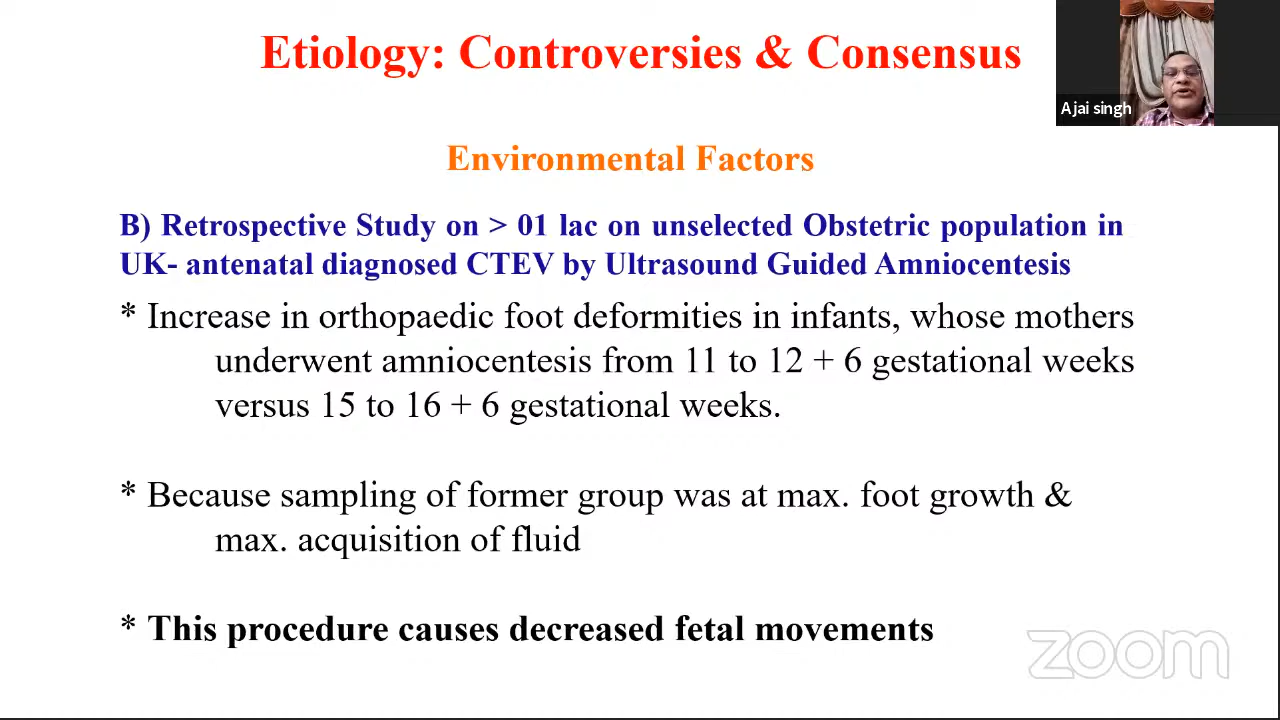 Etiology: Controversies & Consensus
Ajai singh
Environmental Factors
B) Retrospective Study on > 01 lac on unselected Obstetric population in
UK- antenatal diagnosed CTEV by Ultrasound Guided Amniocentesis
* Increase in orthopaedic foot deformities in infants, whose mothers
underwent amniocentesis from 11 to 12 + 6 gestational weeks
versus 15 to 16 + 6 gestational weeks.
* Because sampling of former group was at max. foot growth &
max. acquisition of fluid
* This procedure causes decreased fetal movements
zoom